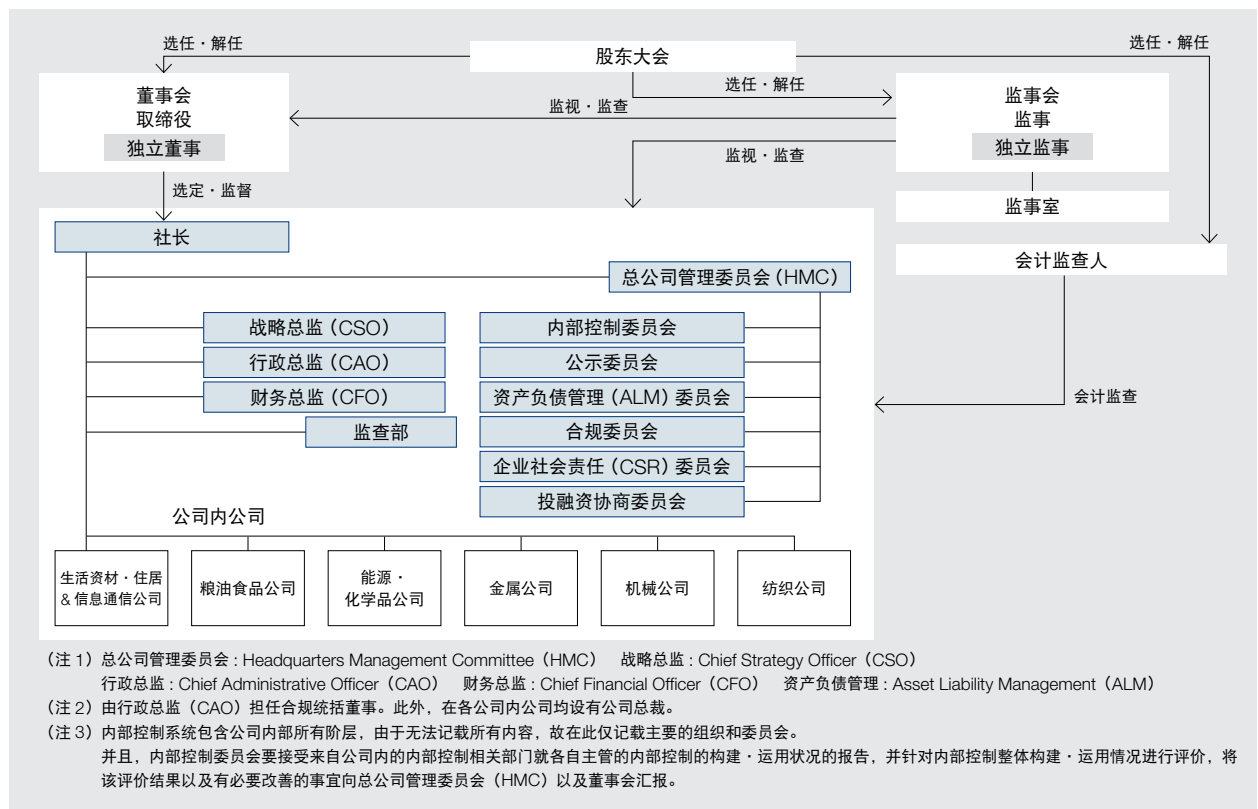 选任・解任
股东大会
选任・解任
选任・解任
董事会
取缔役
独立董事
监视・监查
监事会
监事
独立监事
监视・监查
选定・监督
监事室
社长
会计监查人
总公司管理委员会（HMC）
战略总监（CSO）
内部控制委员会
行政总监（CAO）
公示委员会
财务总监（CFO）
资产负债管理（ALM）委员会
会计监查
监查部
合规委员会
企业社会责任（CSR）委员会
投融资协商委员会
公司内公司
生活资材・住居
&信息通信公司
粮油食品公司
能源・
化学品公司
金属公司
机械公司
纺织公司
（注 1）总公司管理委员会 : Headquarters Management Committee（HMC） 战略总监 : Chief Strategy Officer（CSO）
行政总监 : Chief Administrative Officer（CAO） 财务总监 : Chief Financial Officer（CFO） 资产负债管理 : Asset Liability Management（ALM）
（注 2）由行政总监（CAO）担任合规统括董事。此外，在各公司内公司均设有公司总裁。
（注 3）内部控制系统包含公司内部所有阶层，由于无法记载所有内容，故在此仅记载主要的组织和委员会。
并且，内部控制委员会要接受来自公司内的内部控制相关部门就各自主管的内部控制的构建・运用状况的报告，并针对内部控制整体构建・运用情况进行评价，将
该评价结果以及有必要改善的事宜向总公司管理委员会（HMC）以及董事会汇报。